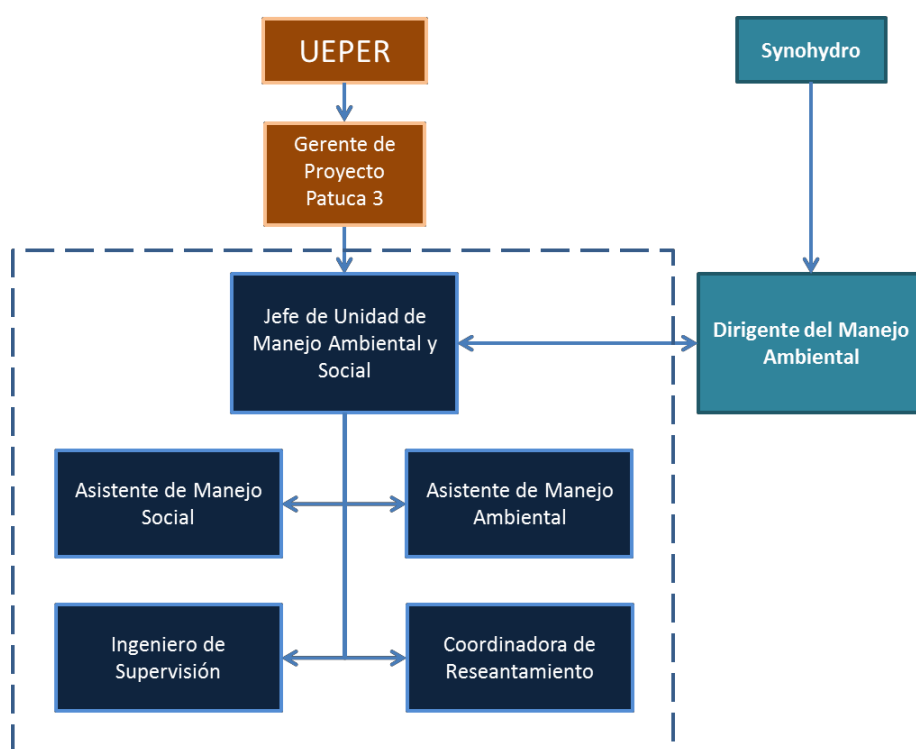 UEPER
Synohydro
Gerente de
Proyecto
Patuca 3
Jefe de Unidad de
Manejo Ambiental y
Social
Dirigente del Manejo
Ambiental
Asistente de Manejo
Social
Asistente de Manejo
Ambiental
Ingeniero de
Supervisión
Coordinadora de
Reseantamiento